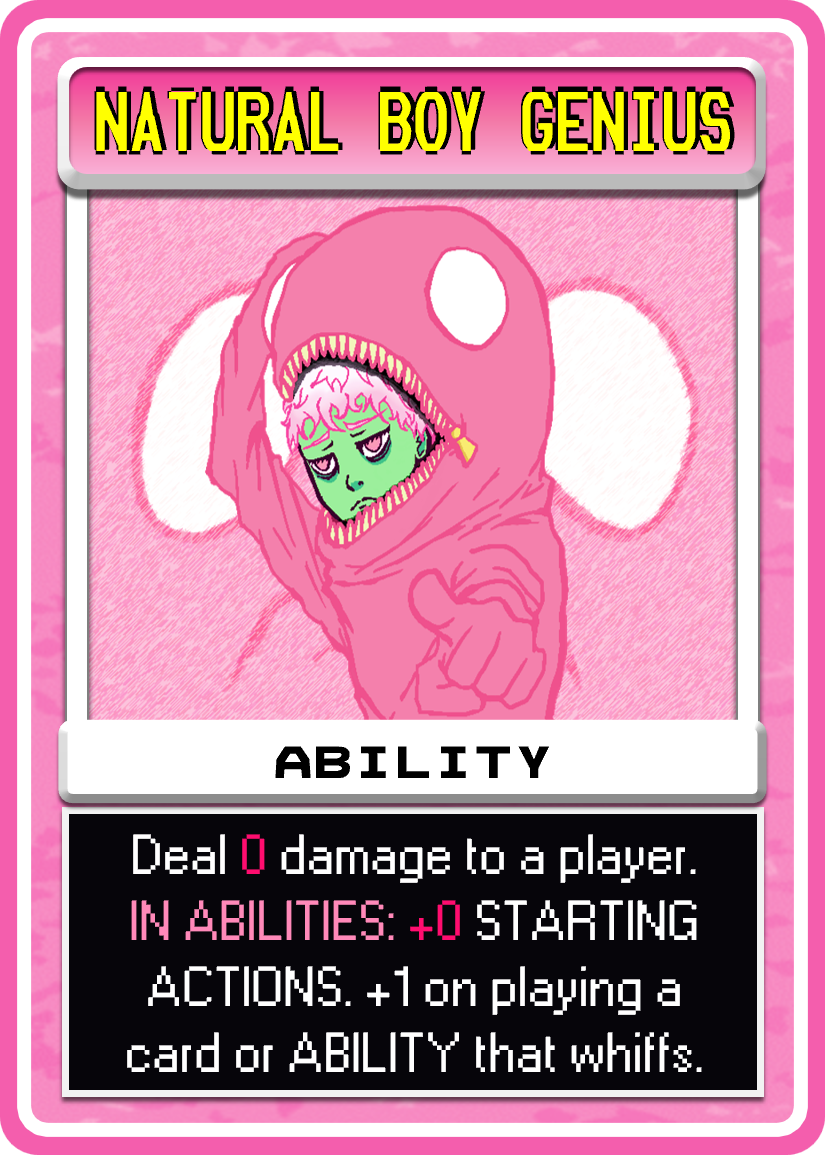 NATURAL BOY GENIUS
ABILITY
Deal 0 damage to a player.
IN ABILITIES: +0 STARTING
ACTIONS. +1 on playing a
card or ABILITY that whiffs.